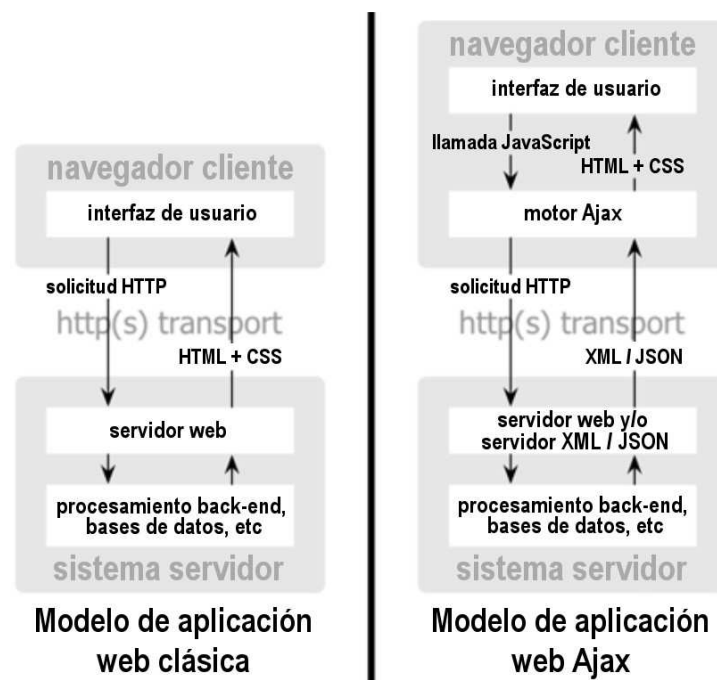 navegador cliente
interfaz de usuario
solicitud HTTP
http(s) transport
HTML + CSS
servidor web
procesamiento back-end,
bases de datos, etc
sistema servidor
Modelo de aplicación
web clásica
navegador cliente
interfaz de usuario
llamada JavaScript
HTML + CSS
motor Ajax
solicitud HTTP
http(s) transport
XML / JSON
servidor web y/o
servidor XML / JSON
procesamiento back-end,
bases de datos, etc
sistema servidor
Modelo de aplicación
web Ajax